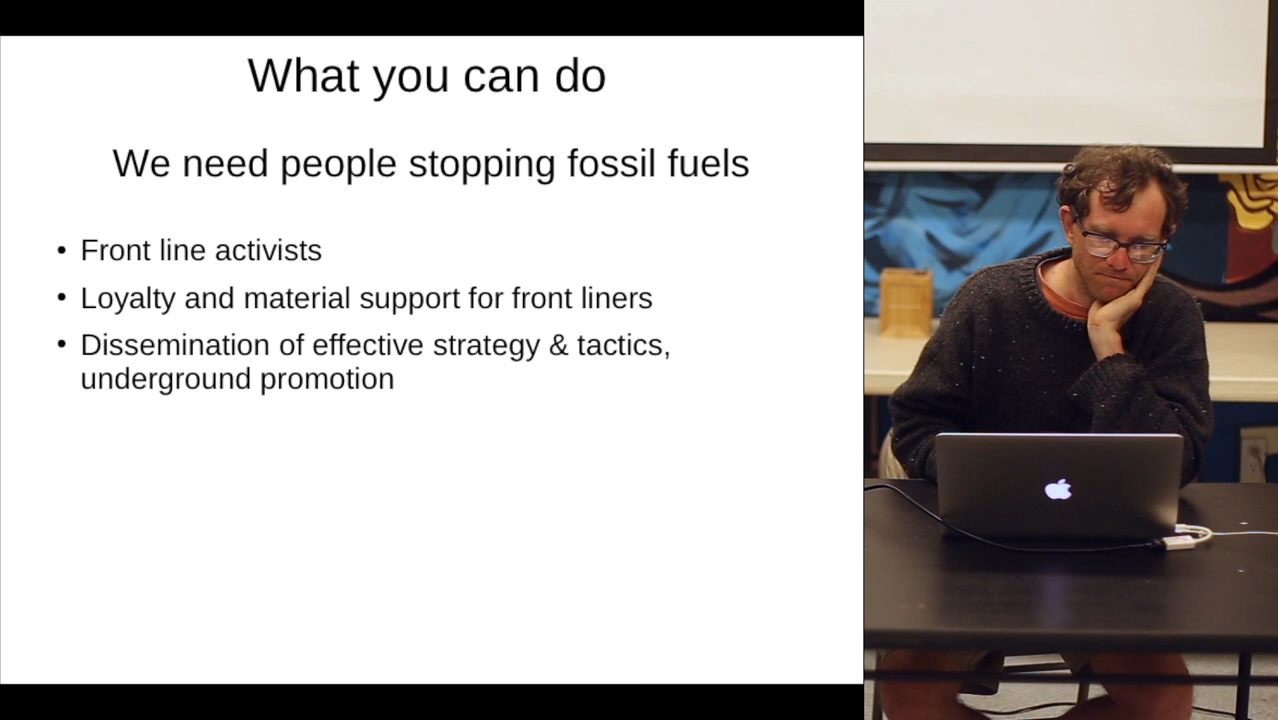 What you can do
We need people stopping fossil fuels
• Front line activists
• Loyalty and material support for front liners
• Dissemination of effective strategy & tactics,
underground promotion